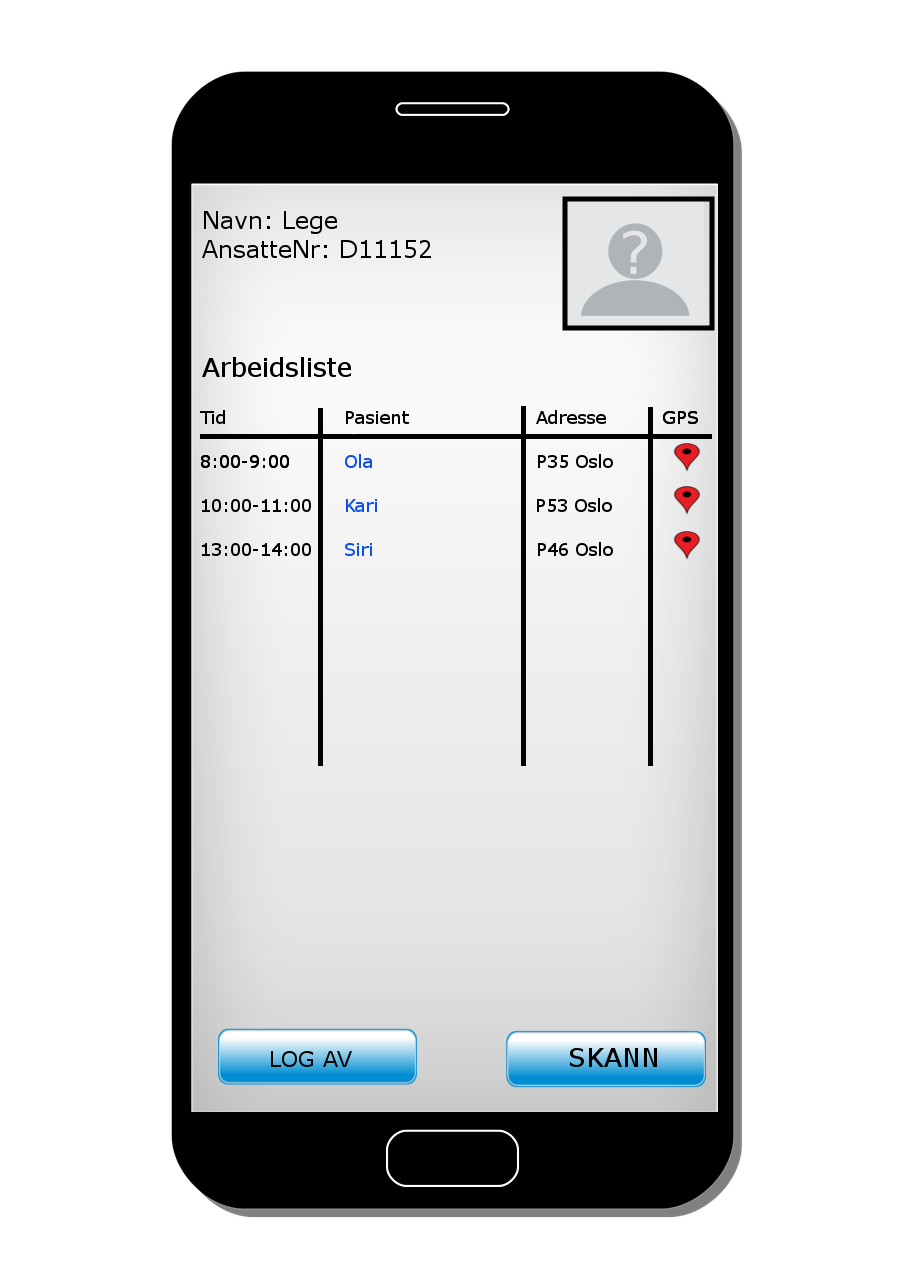 Navn: Lege
AnsatteNr: D11152
?
Arbeidsliste
Tid Pasient Adresse GPS
8:00-9:00 Ola P35 Oslo
10:00-11:00 Kari P53 Oslo
13:00-14:00 Siri P46 Oslo
LOG AV SKANN